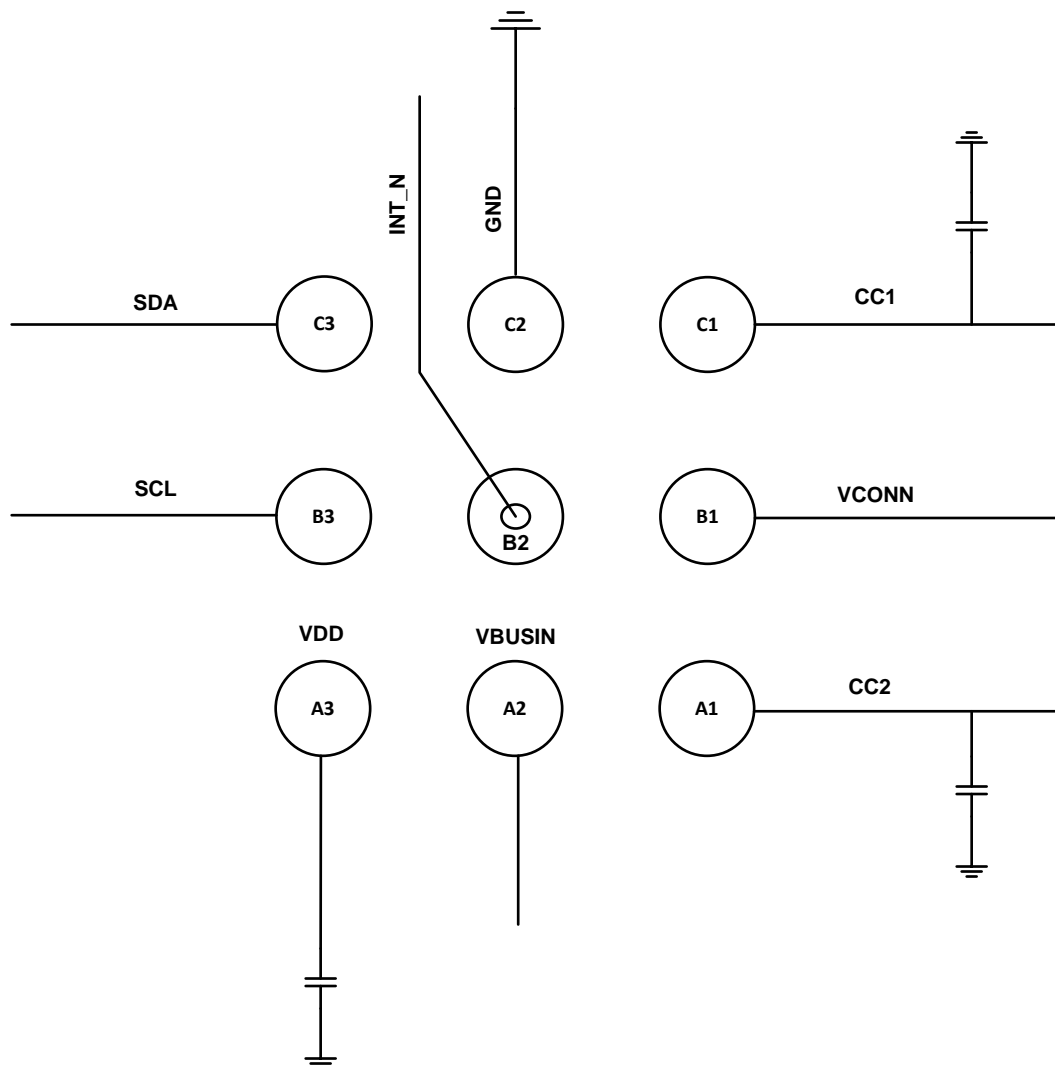 INT_N
GND
SDA
C3
C2
C1
CC1
SCL
B3
B2
B1
VCONN
VDD
VBUSIN
A3
A2
A1
CC2